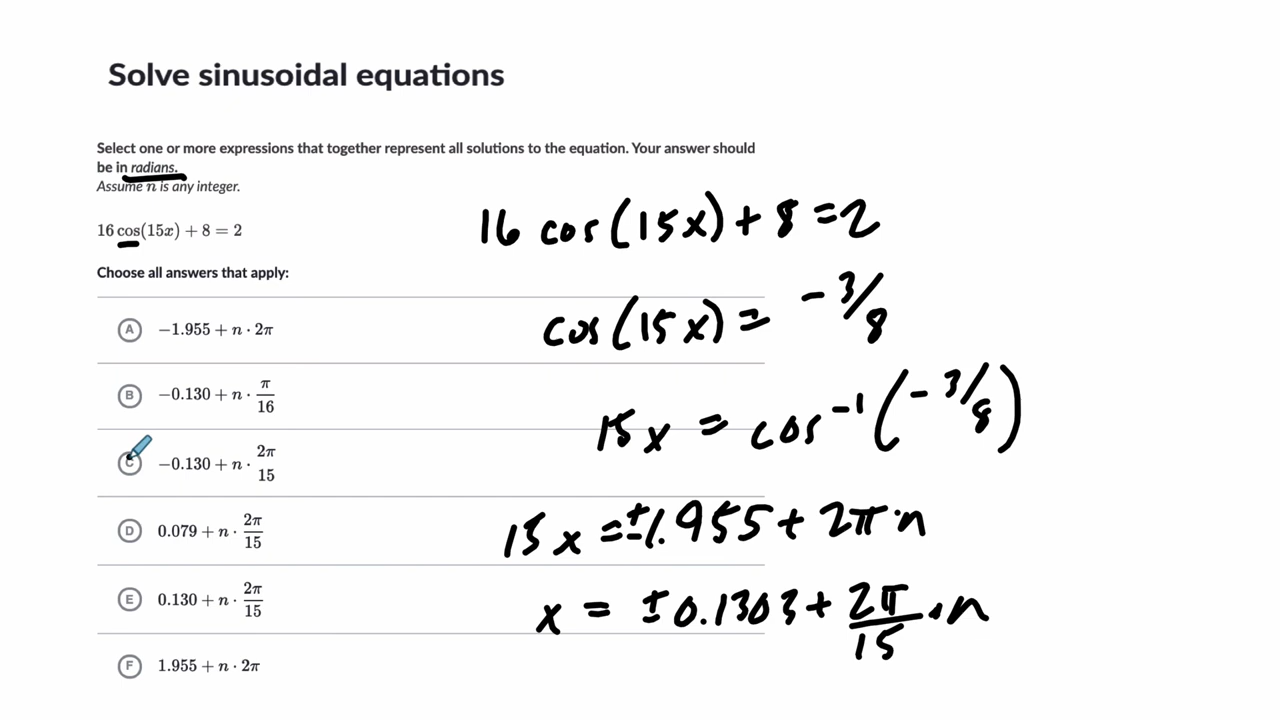 Solve sinusoidal equations
Select one or more expressions that together represent all solutions to the equation. Your answer should
be in radians.
Assume n is any integer.
16 cos(15x) + 8 = 2
Choose all answers that apply:
A −1.955 + n · 2π
B −0.130 + n · π/16
C −0.130 + n · 2π/15
D 0.079 + n · 2π/15
E 0.130 + n · 2π/15
F 1.955 + n · 2π
16 cos(15x) + 8 = 2
cos(15x) = -3/8
15x = cos⁻¹(-3/8)
15x = ±1.955 + 2π·n
x = ±0.1303 + 2π/15 · n